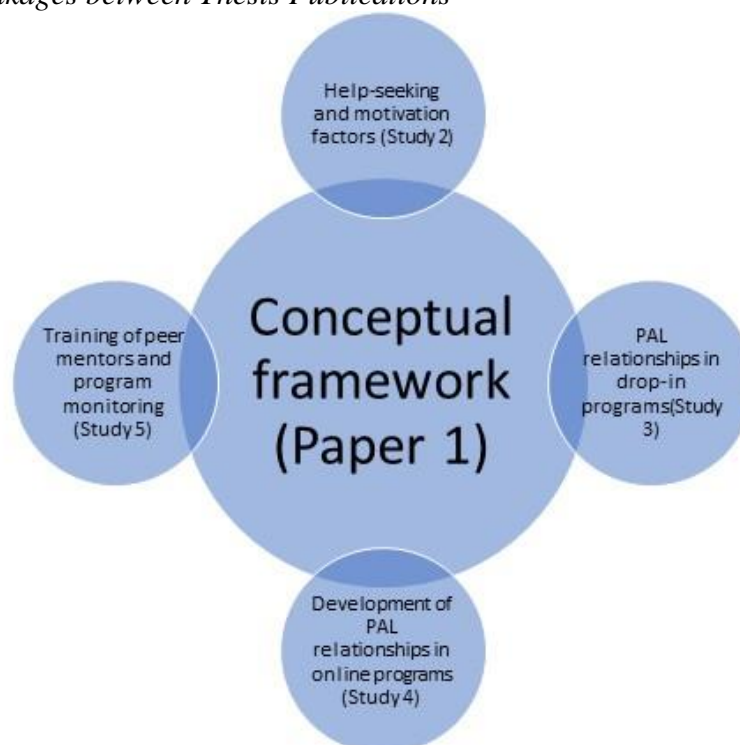 between Thesis Publications
Help-seeking
and motivation
factors (Study 2)
Conceptual
framework
(Paper 1)
Training of peer
mentors and
program
monitoring
(Study 5)
PAL
relationships in
drop-in
programs(Study
3)
Development of
PAL
relationships in
online programs
(Study 4)